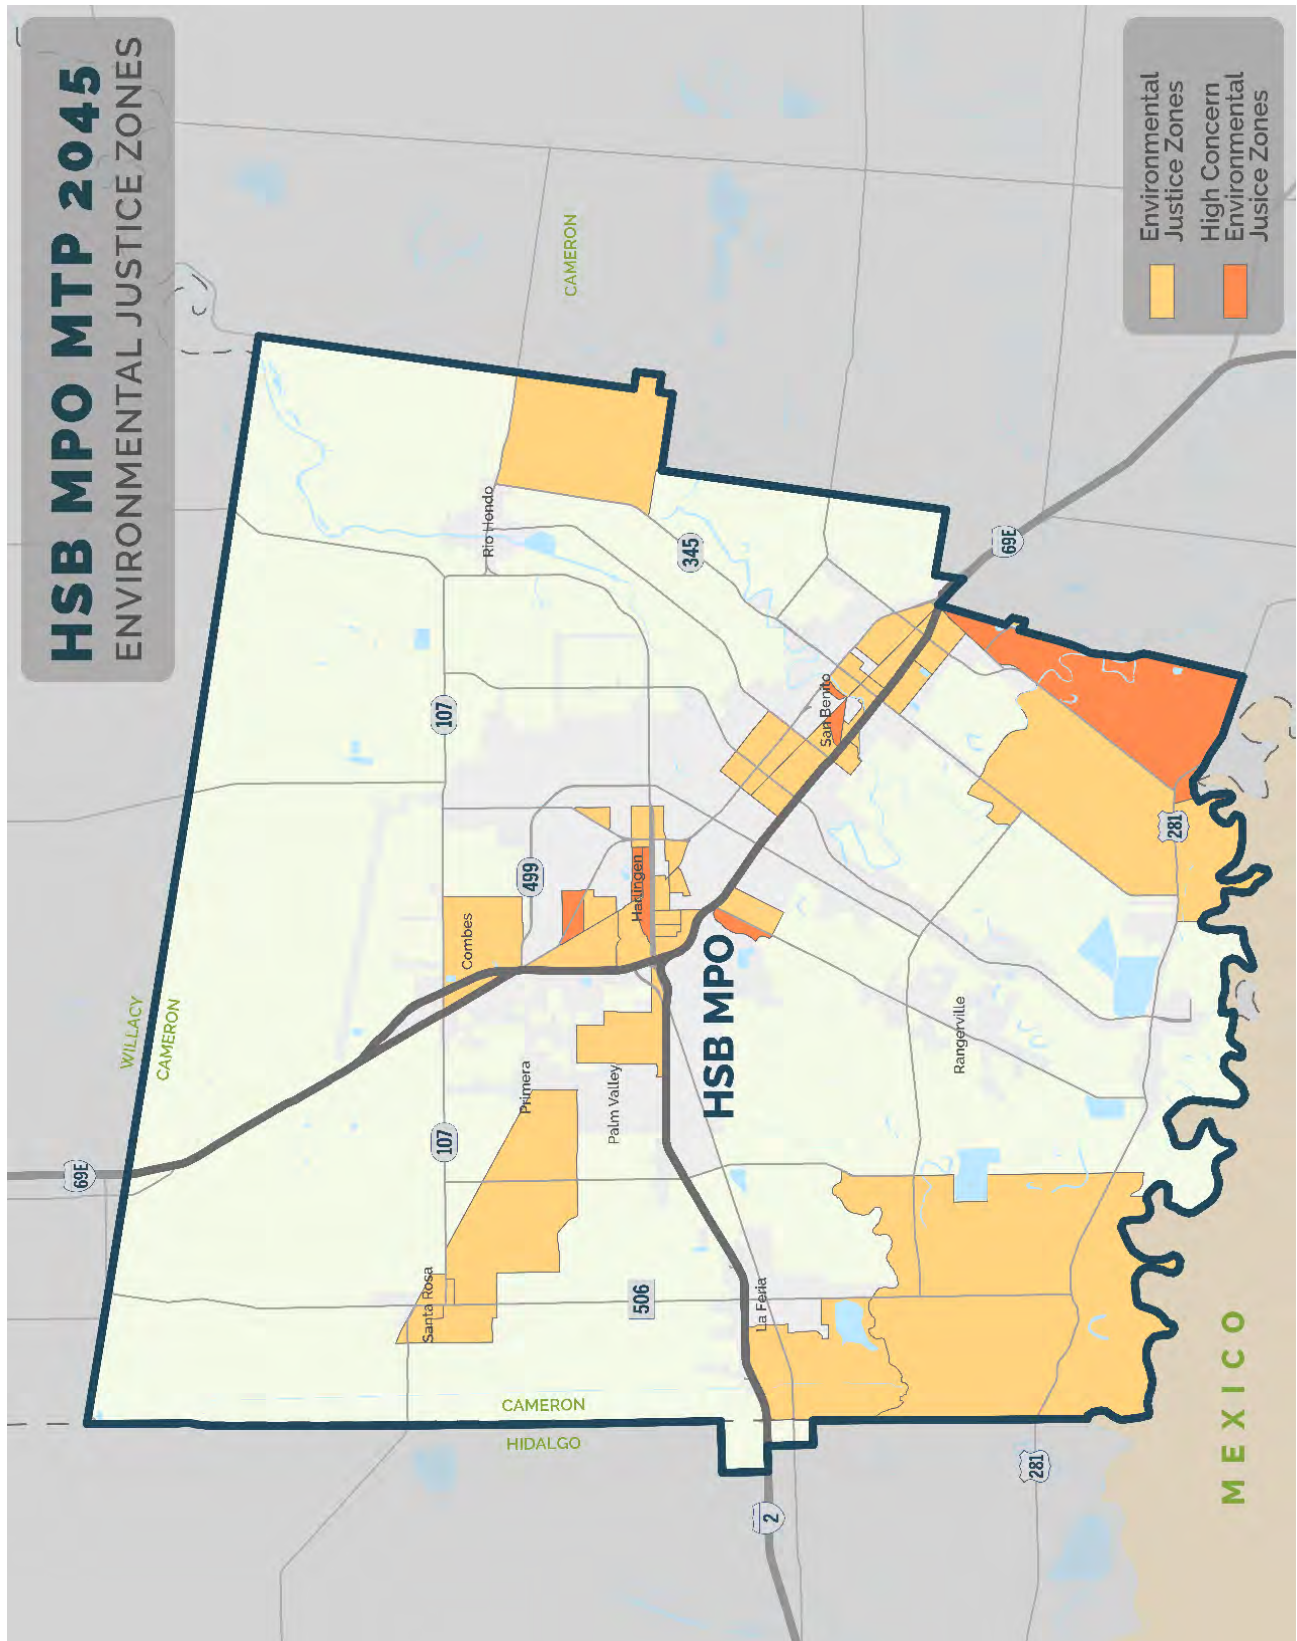 HSB MPO MTP 2045
ENVIRONMENTAL JUSTICE ZONES
WILLACY
CAMERON
CAMERON
CAMERON
HIDALGO
69E
107
107
499
345
506
69E
281
281
2
Santa Rosa
Primera
Combes
Palm Valley
Harlingen
Rio Hondo
San Benito
La Feria
Rangerville
HSB MPO
MEXICO
Environmental
Justice Zones
High Concern
Environmental
Jusice Zones